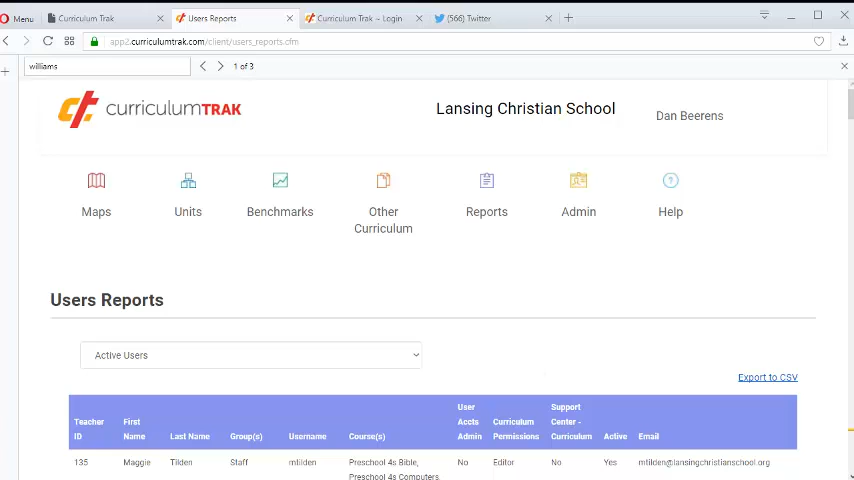 Menu
Curriculum Trak
Users Reports
Curriculum Trak – Login
(566) Twitter
app2.curriculumtrak.com/client/users_reports.cfm
williams
1 of 3
curriculumTRAK
Lansing Christian School
Dan Beerens
Maps
Units
Benchmarks
Other Curriculum
Reports
Admin
Help
Users Reports
Active Users
Export to CSV
Teacher ID
First Name
Last Name
Group(s)
Username
Course(s)
User Accts Admin
Curriculum Permissions
Support Center - Curriculum
Active
Email
135
Maggie
Tilden
Staff
mtilden
Preschool 4s Bible,
Preschool 4s Computers,
No
Editor
No
Yes
mtilden@lansingchristianschool.org